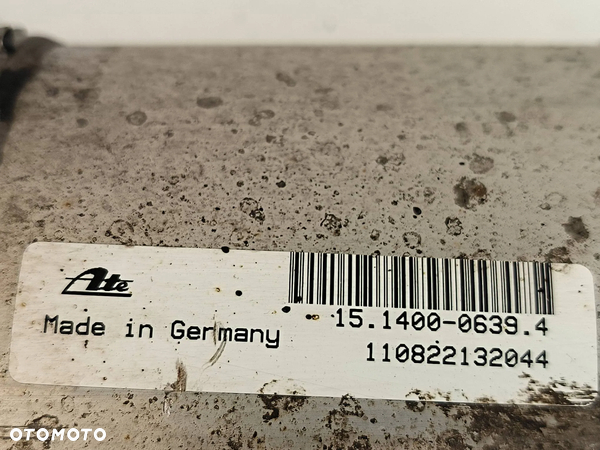 Ate
15.1400-0639.4
Made in Germany
110822132044
OTOMOTO